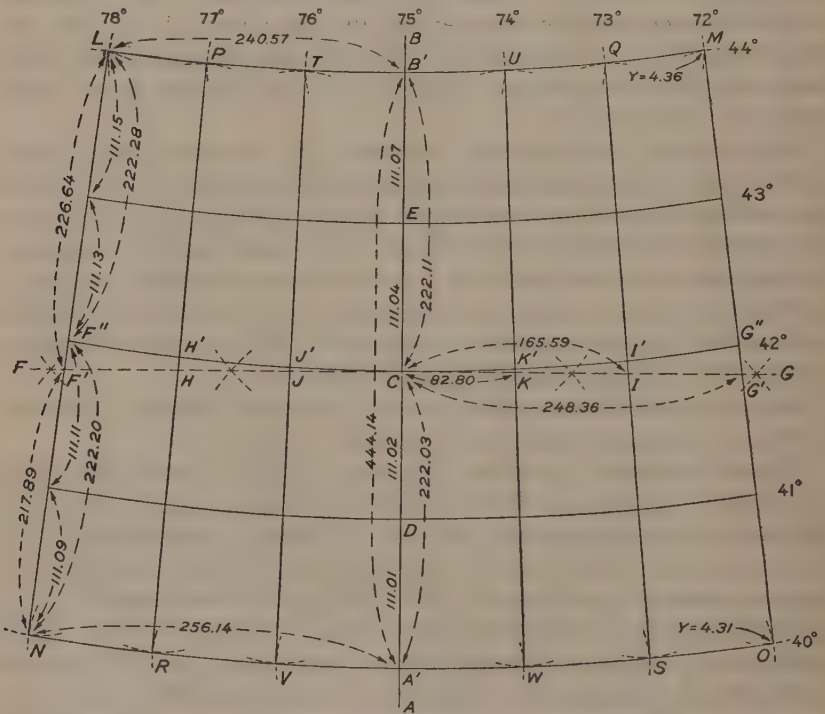 78° 77° 76° 75° 74° 73° 72°
L 240.57 B M
P T B' U Q 44°
Y=4.36
111.15
222.28
226.64
111.07
43°
E
111.13
111.04
222.11
F" H' J' 165.59 K' I' G" 42°
F F' H J C 82.80 K I G' G
248.36
111.11
222.20
217.89
444.14
111.02
222.03
41°
D
111.09
111.01
256.14 Y=4.31 40°
N R V A' W S O
A